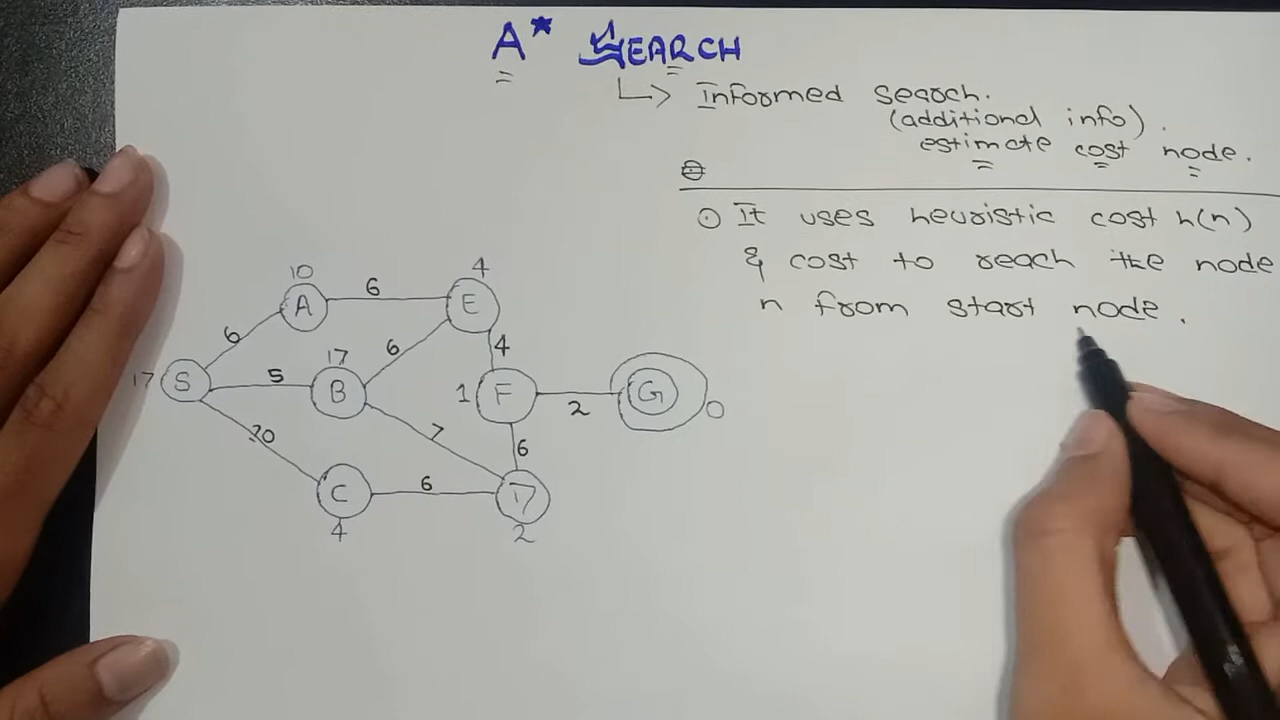 A* SEARCH
Informed search.
(additional info).
estimate cost node.
It uses heuristic cost h(n)
& cost to reach the node
n from start node.
10
4
A
6
E
6
6
4
17
17
S
5
B
1
F
2
G
0
10
7
6
C
6
D
4
2